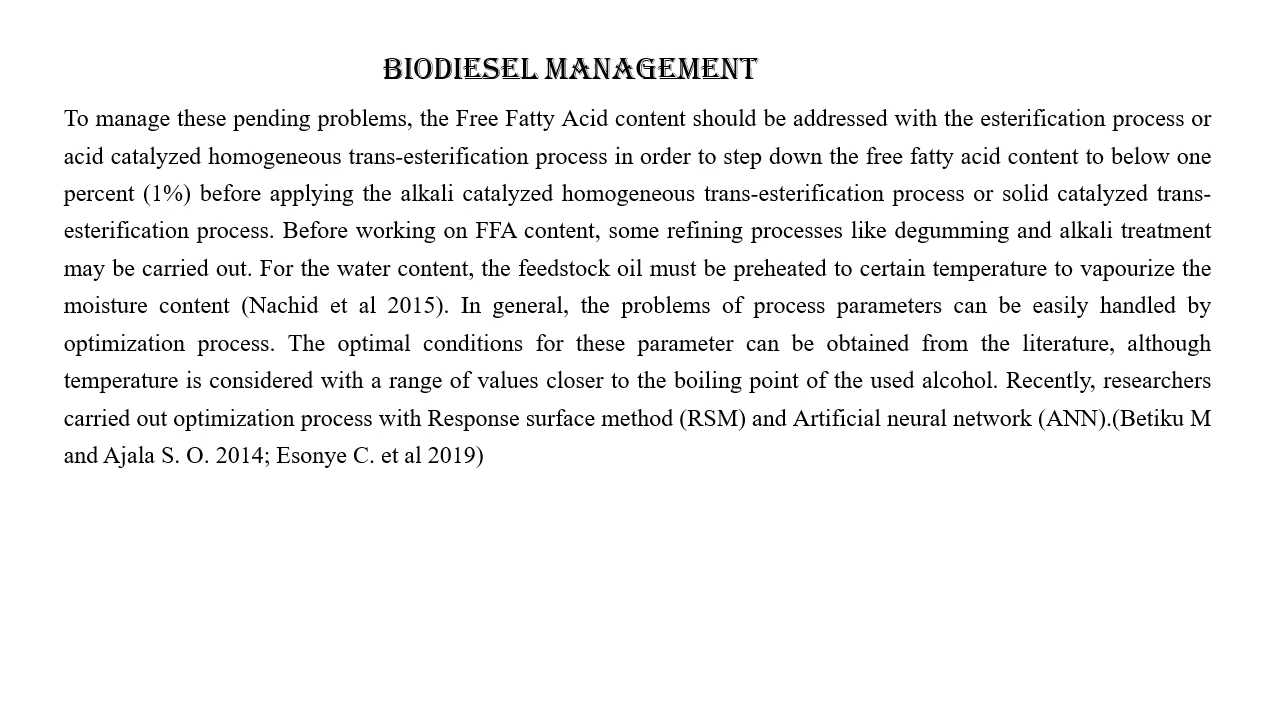 BIODIESEL MANAGEMENT
To manage these pending problems, the Free Fatty Acid content should be addressed with the esterification process or
acid catalyzed homogeneous trans-esterification process in order to step down the free fatty acid content to below one
percent (1%) before applying the alkali catalyzed homogeneous trans-esterification process or solid catalyzed trans-
esterification process. Before working on FFA content, some refining processes like degumming and alkali treatment
may be carried out. For the water content, the feedstock oil must be preheated to certain temperature to vapourize the
moisture content (Nachid et al 2015). In general, the problems of process parameters can be easily handled by
optimization process. The optimal conditions for these parameter can be obtained from the literature, although
temperature is considered with a range of values closer to the boiling point of the used alcohol. Recently, researchers
carried out optimization process with Response surface method (RSM) and Artificial neural network (ANN).(Betiku M
and Ajala S. O. 2014; Esonye C. et al 2019)